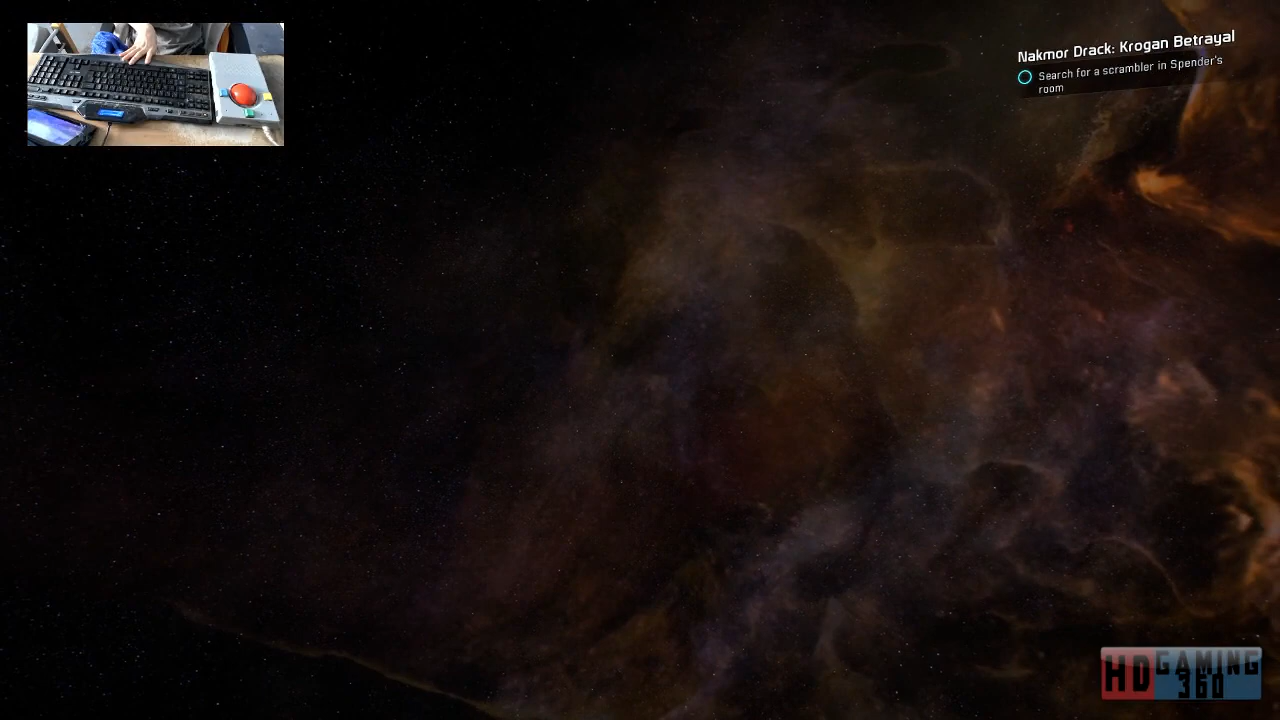 Nakmor Drack: Krogan Betrayal
Search for a scrambler in Spender's
room
HD GAMING
360